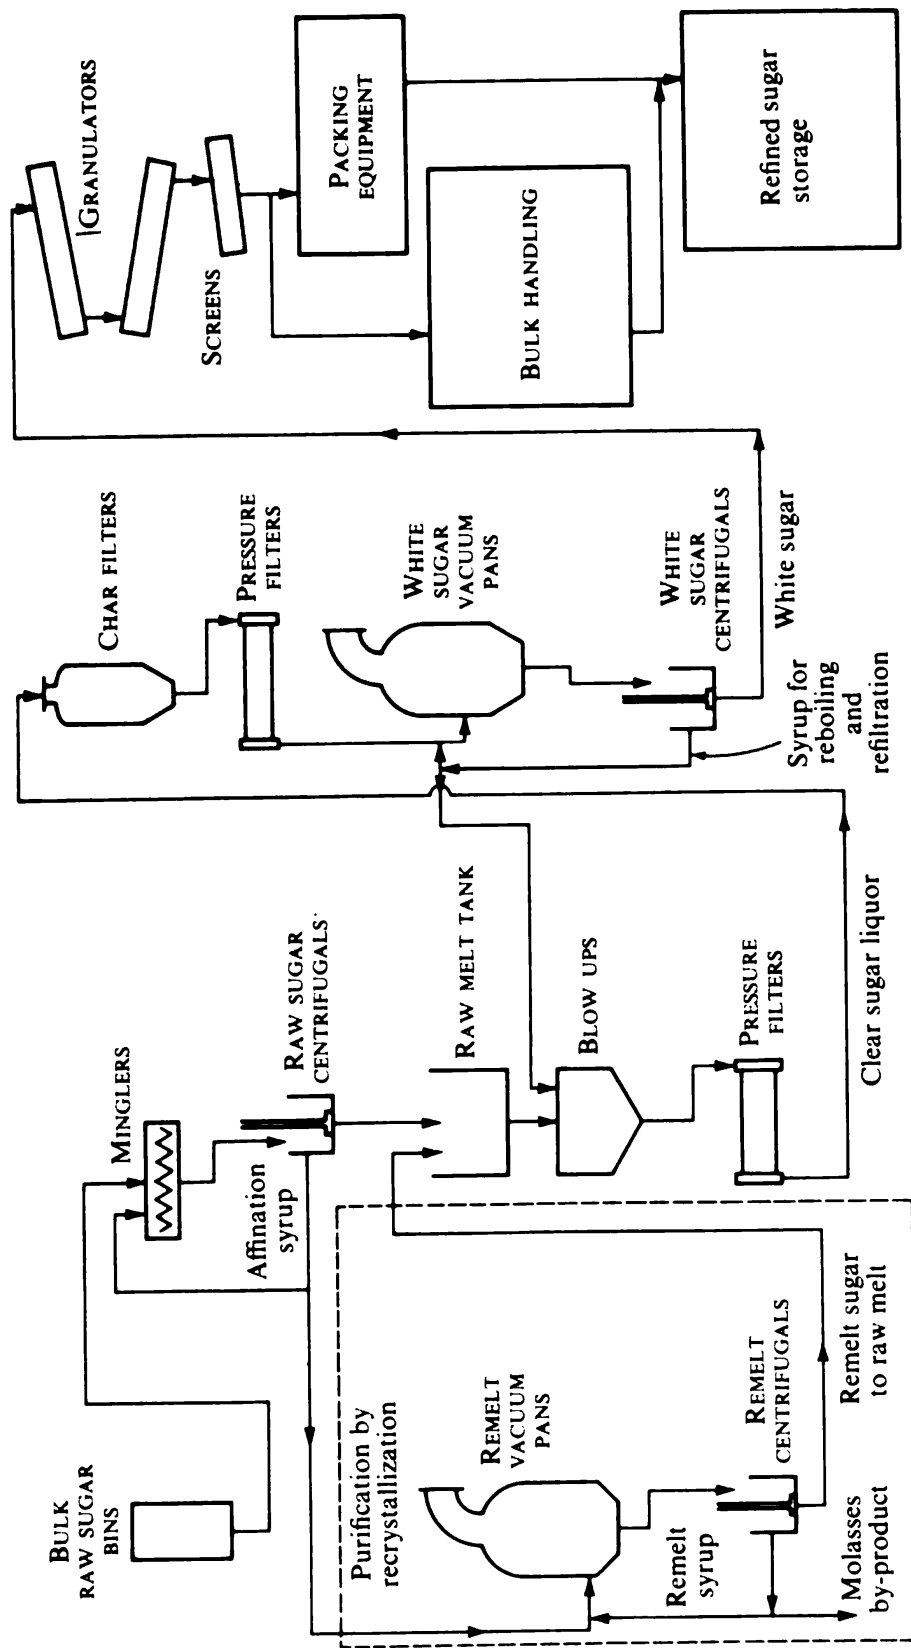 BULK
RAW SUGAR
BINS
MINGLERS
Affination
syrup
RAW SUGAR
CENTRIFUGALS
RAW MELT TANK
BLOW UPS
PRESSURE
FILTERS
Clear sugar liquor
Purification by
recrystallization
REMELT
VACUUM
PANS
Remelt
syrup
REMELT
CENTRIFUGALS
Molasses
by-product
Remelt sugar
to raw melt
CHAR FILTERS
PRESSURE
FILTERS
WHITE
SUGAR
VACUUM
PANS
WHITE
SUGAR
CENTRIFUGALS
Syrup for
reboiling
and
refiltration
White sugar
GRANULATORS
SCREENS
PACKING
EQUIPMENT
BULK HANDLING
Refined sugar
storage